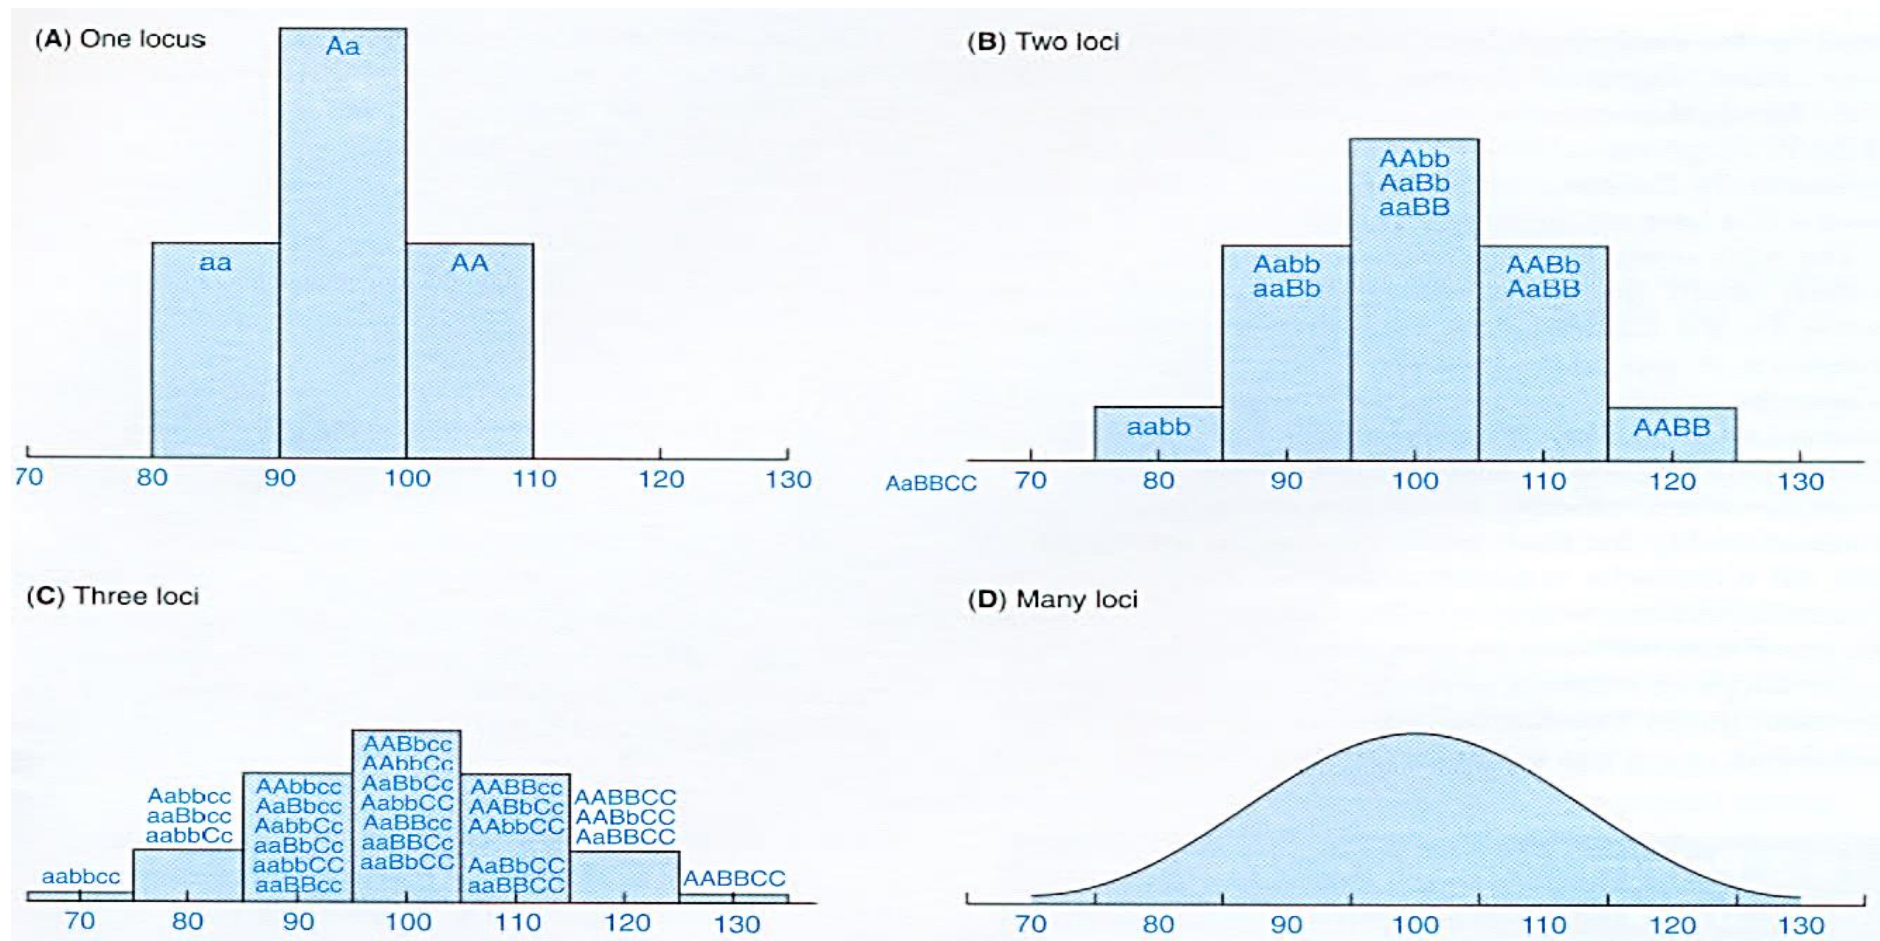 (A) One locus
Aa
aa
AA
70 80 90 100 110 120 130
(B) Two loci
AAbb
AaBb
aaBB
Aabb
aaBb
AABb
AaBB
aabb
AABB
AaBBCC
70 80 90 100 110 120 130
(C) Three loci
aabbcc
Aabbcc
aaBbcc
aabbCc
AAbbcc
AaBbcc
AabbCc
aaBbCc
aabbCC
aaBBcc
AABbcc
AAbbCc
AaBbCc
AabbCC
AaBBcc
aaBBCc
aaBbCC
AABBcc
AABbCc
AAbbCC
AaBbCC
aaBBCC
AABBCC
AABbCC
AaBBCC
AABBCC
70 80 90 100 110 120 130
(D) Many loci
70 80 90 100 110 120 130